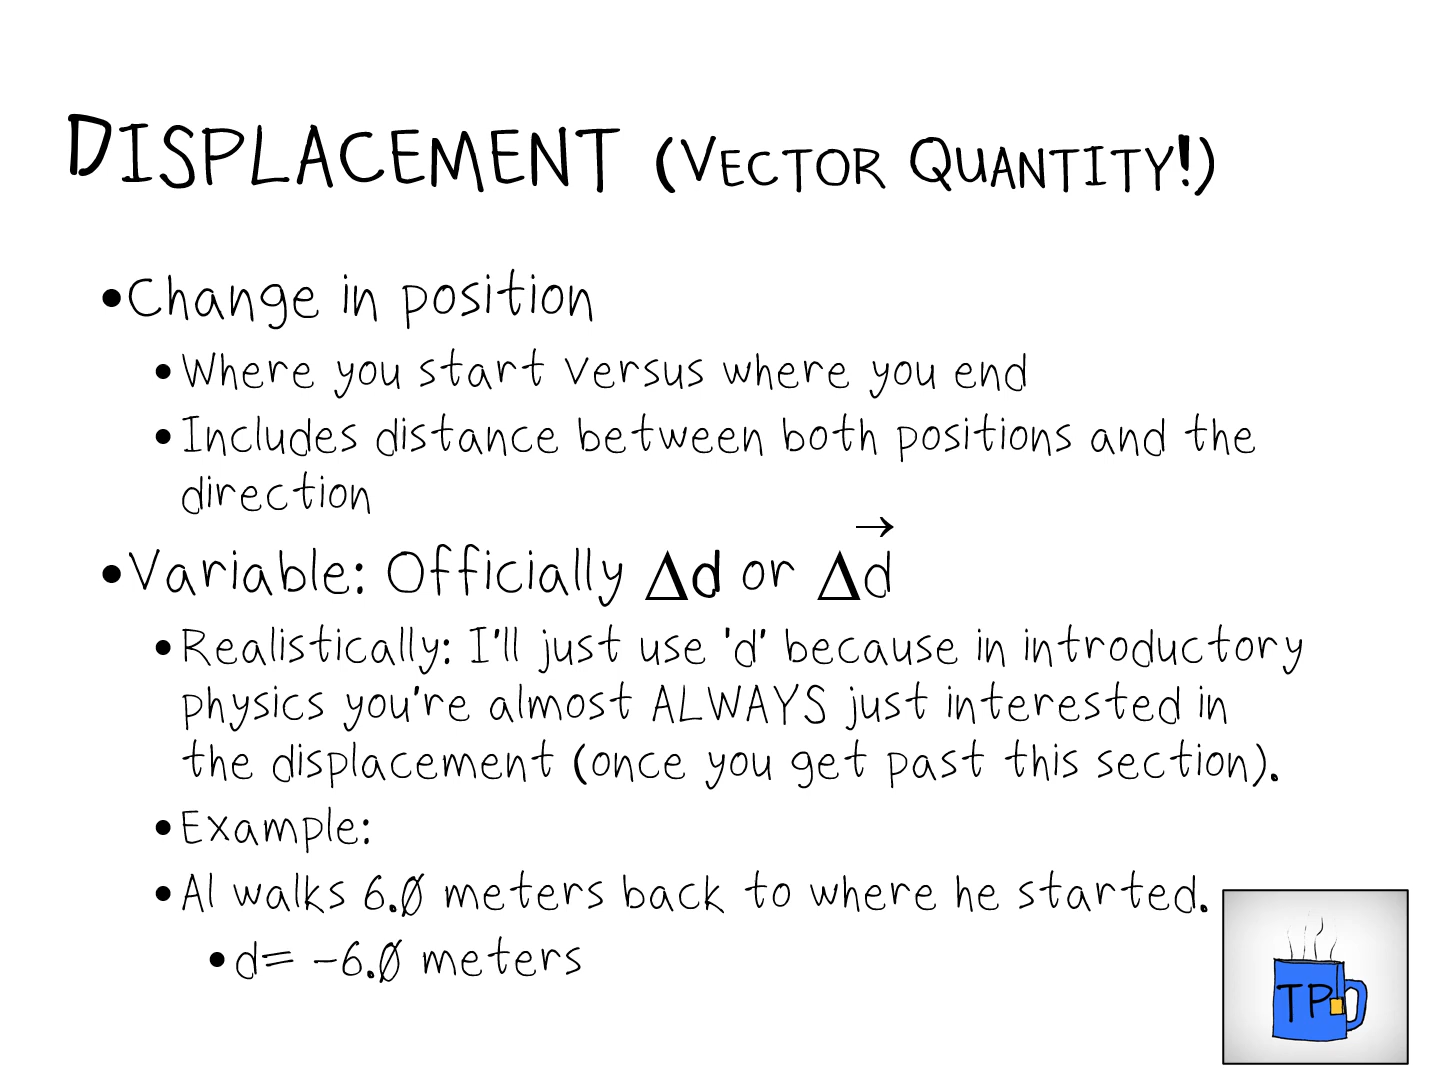 DISPLACEMENT (VECTOR QUANTITY!)
•Change in position
•Where you start versus where you end
•Includes distance between both positions and the
direction
•Variable: Officially Δd or Δd⃗
•Realistically: I'll just use 'd' because in introductory
physics you're almost ALWAYS just interested in
the displacement (once you get past this section).
•Example:
•Al walks 6.0 meters back to where he started.
•d= -6.0 meters
TP